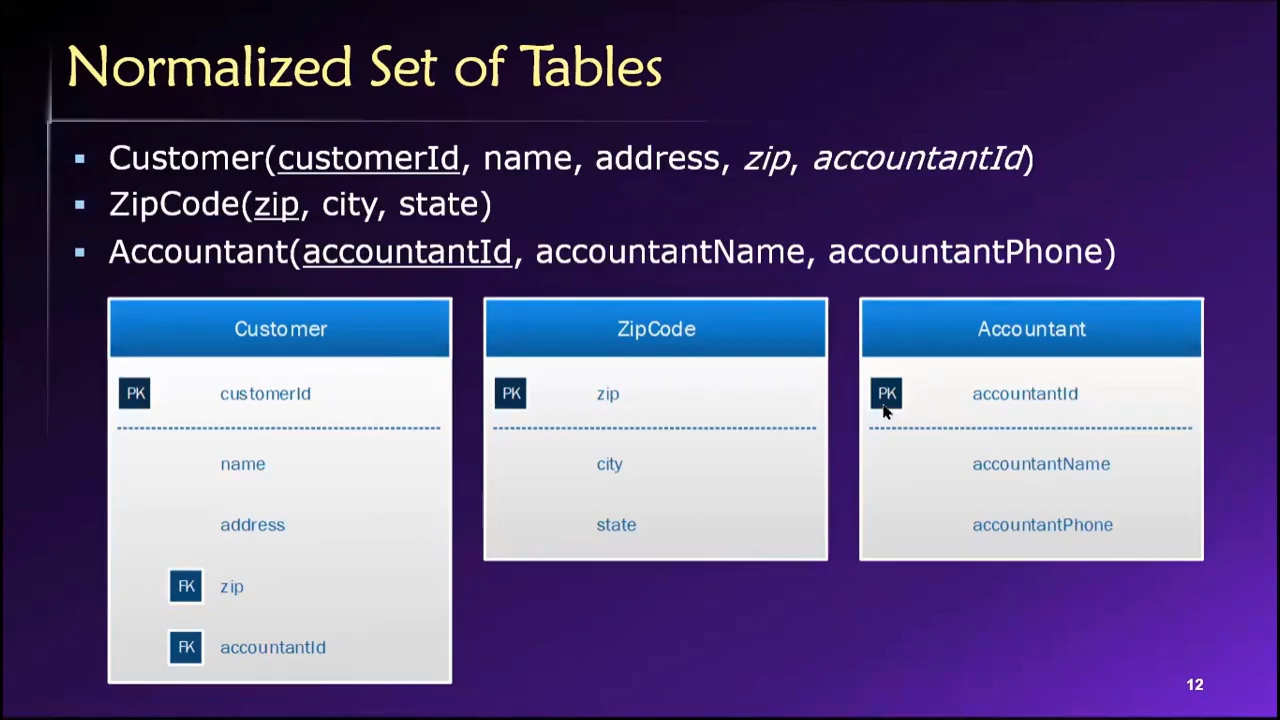 Normalized Set of Tables
Customer(customerId, name, address, zip, accountantId)
ZipCode(zip, city, state)
Accountant(accountantId, accountantName, accountantPhone)
Customer
PK customerId
name
address
FK zip
FK accountantId
ZipCode
PK zip
city
state
Accountant
PK accountantId
accountantName
accountantPhone
12